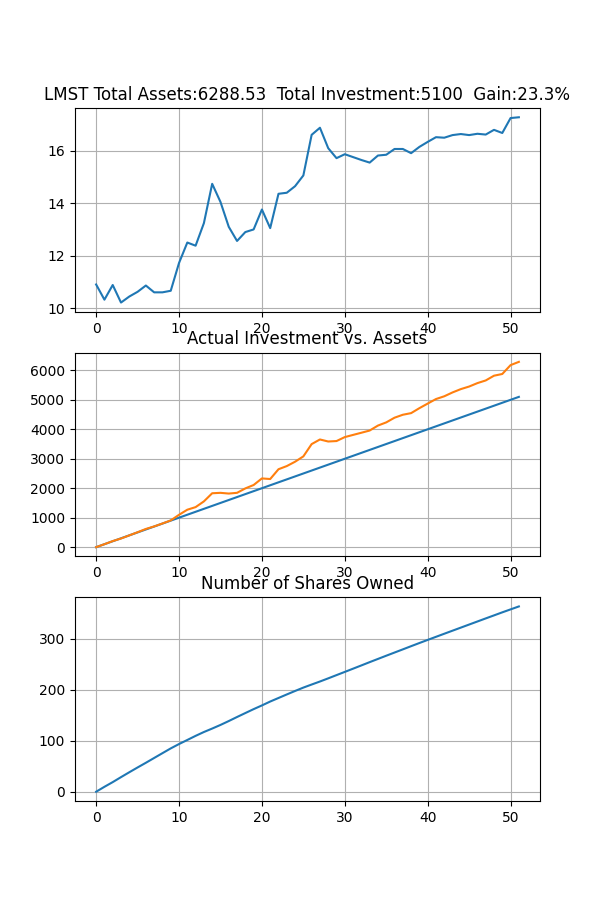 LMST Total Assets:6288.53  Total Investment:5100  Gain:23.3%
16
14
12
10
0 10 20 30 40 50
Actual Investment vs. Assets
6000
5000
4000
3000
2000
1000
0
0 10 20 30 40 50
Number of Shares Owned
300
200
100
0
0 10 20 30 40 50